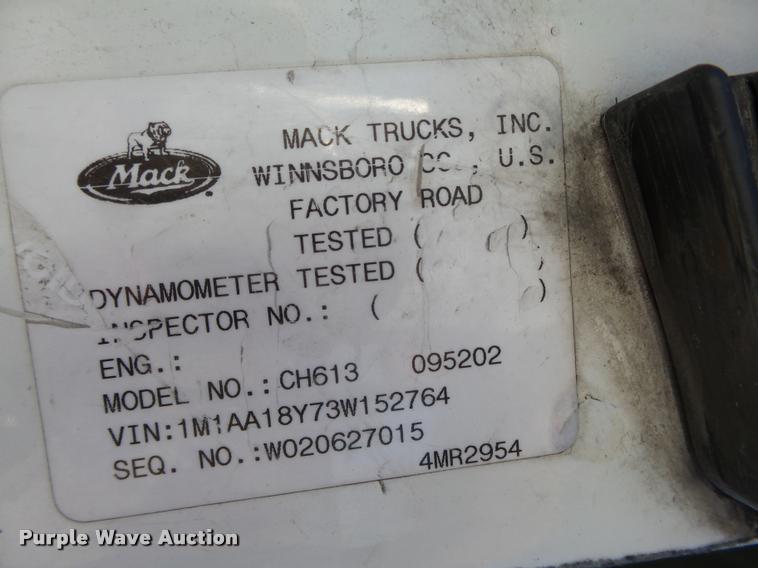 Mack
MACK TRUCKS, INC.
WINNSBORO , U.S.
FACTORY ROAD
TESTED ( )
DYNAMOMETER TESTED ( )
INSPECTOR NO.: ( )
ENG.:
MODEL NO.:CH613 095202
VIN:1M1AA18Y73W152764
SEQ. NO.:W020627015
4MR2954
Purple Wave Auction